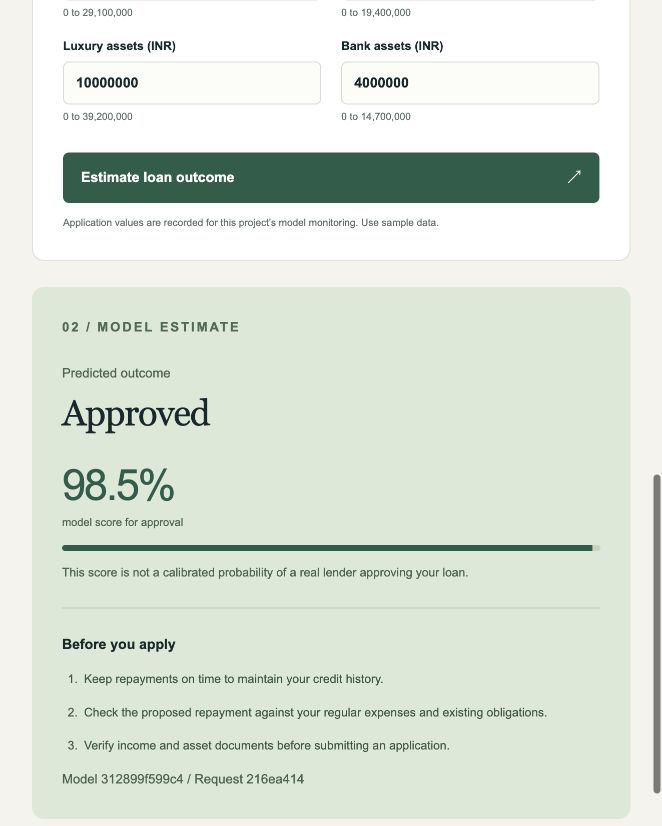 0 to 29,100,000
0 to 19,400,000
Luxury assets (INR)
Bank assets (INR)
10000000
4000000
0 to 39,200,000
0 to 14,700,000
Estimate loan outcome
Application values are recorded for this project's model monitoring. Use sample data.
02 / MODEL ESTIMATE
Predicted outcome
Approved
98.5%
model score for approval
This score is not a calibrated probability of a real lender approving your loan.
Before you apply
1. Keep repayments on time to maintain your credit history.
2. Check the proposed repayment against your regular expenses and existing obligations.
3. Verify income and asset documents before submitting an application.
Model 312899f599c4 / Request 216ea414